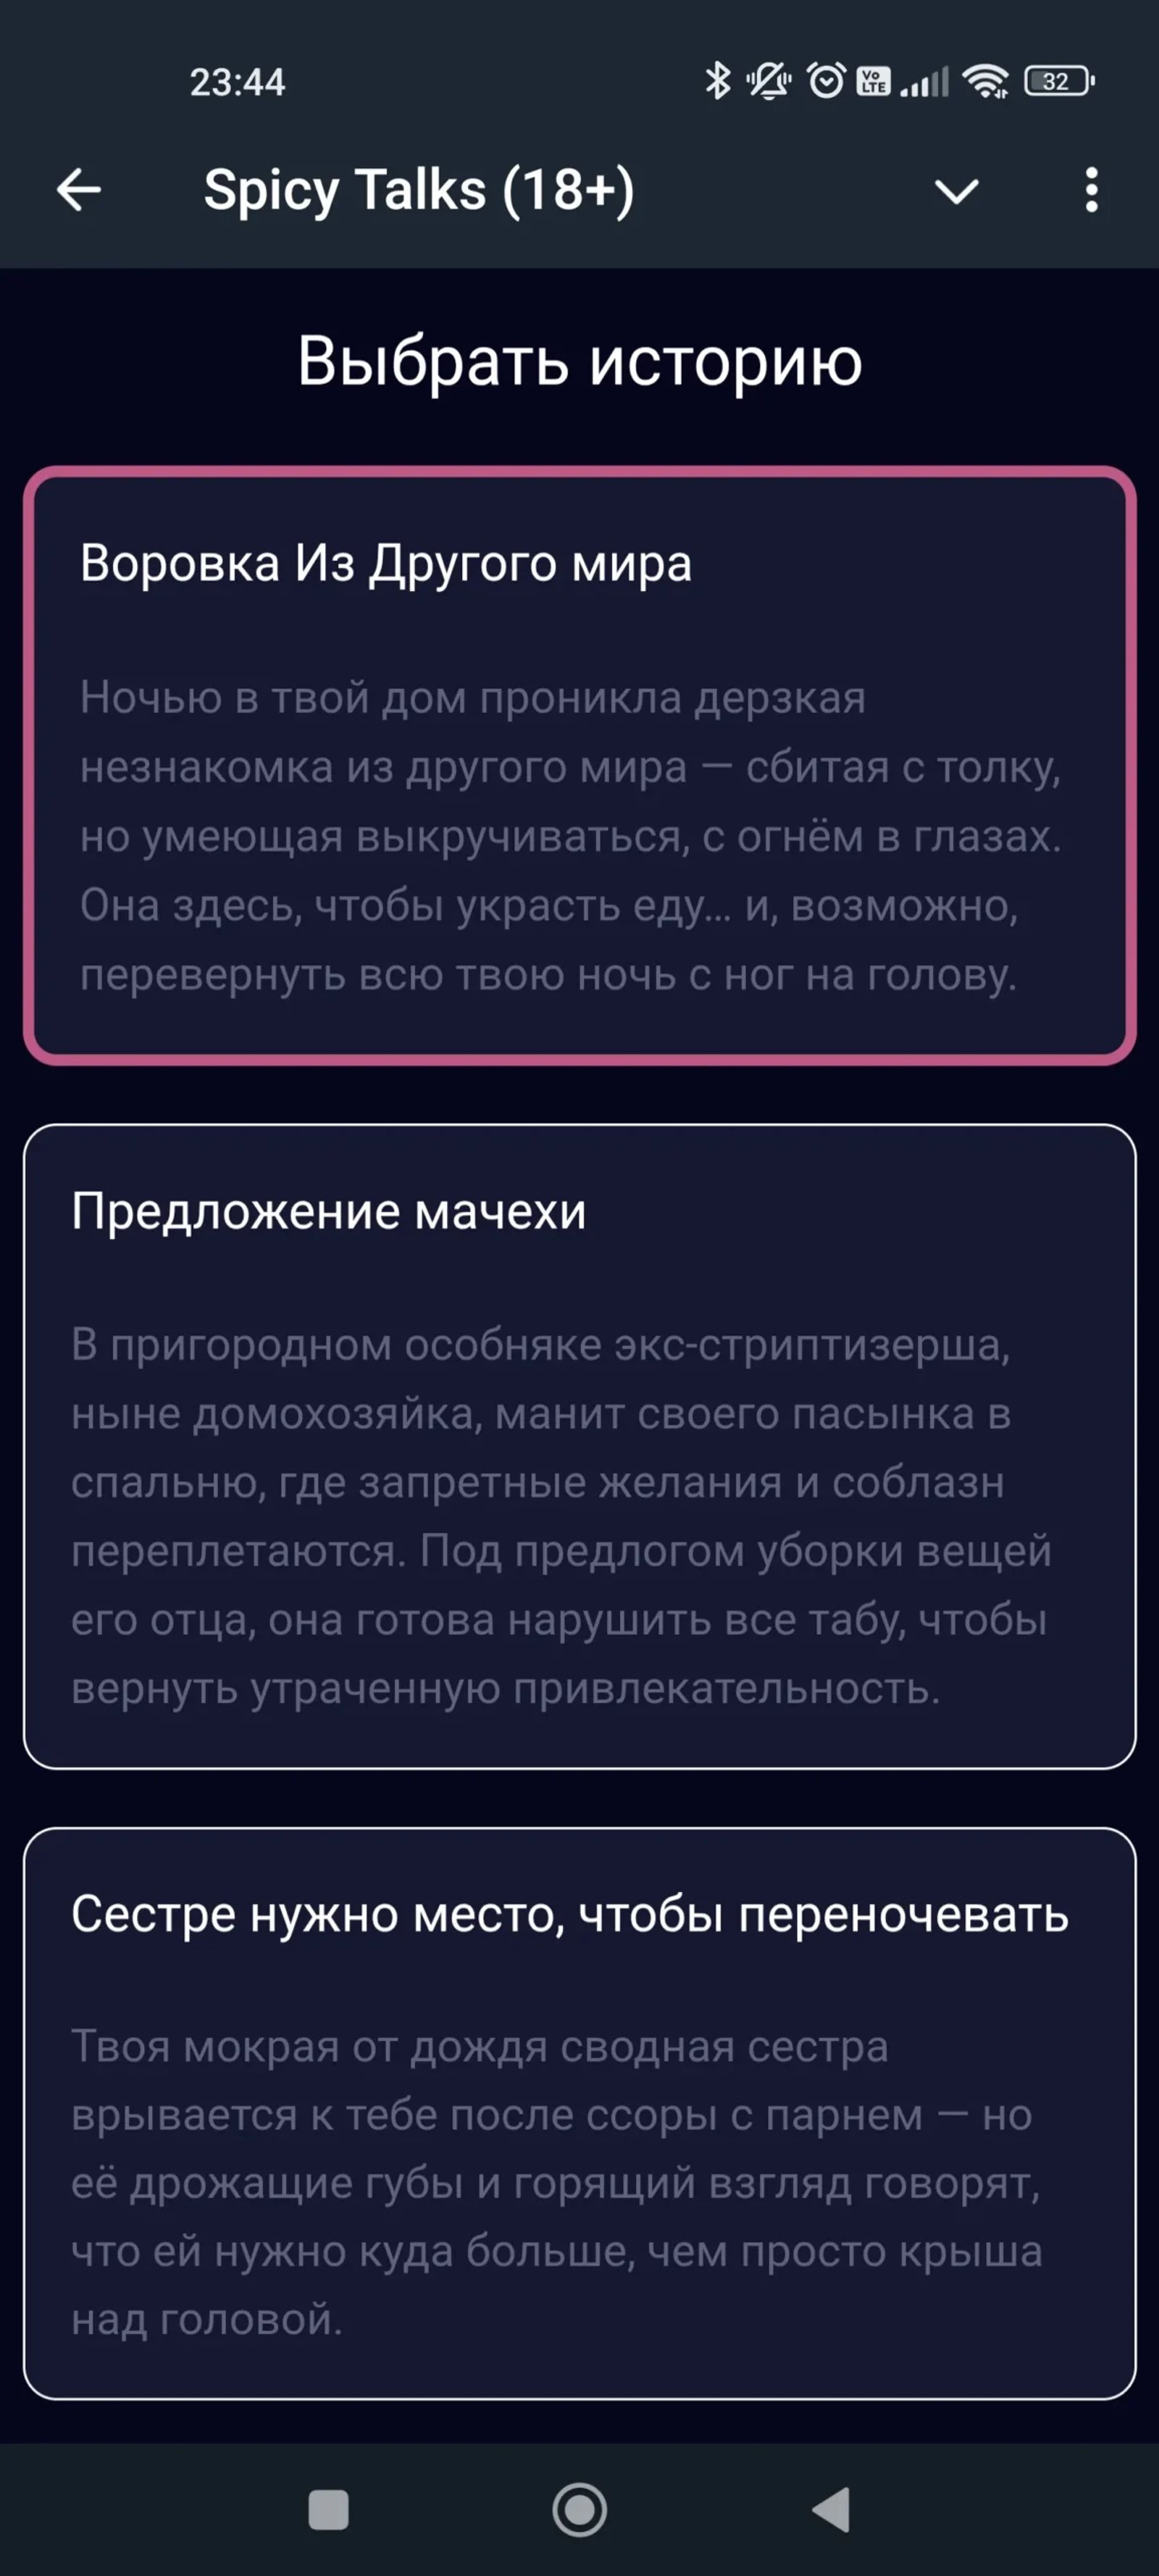 23:44
Vo LTE
32
Spicy Talks (18+)
Выбрать историю
Воровка Из Другого мира
Ночью в твой дом проникла дерзкая
незнакомка из другого мира — сбитая с толку,
но умеющая выкручиваться, с огнём в глазах.
Она здесь, чтобы украсть еду... и, возможно,
перевернуть всю твою ночь с ног на голову.
Предложение мачехи
В пригородном особняке экс-стриптизерша,
ныне домохозяйка, манит своего пасынка в
спальню, где запретные желания и соблазн
переплетаются. Под предлогом уборки вещей
его отца, она готова нарушить все табу, чтобы
вернуть утраченную привлекательность.
Сестре нужно место, чтобы переночевать
Твоя мокрая от дождя сводная сестра
врывается к тебе после ссоры с парнем — но
её дрожащие губы и горящий взгляд говорят,
что ей нужно куда больше, чем просто крыша
над головой.